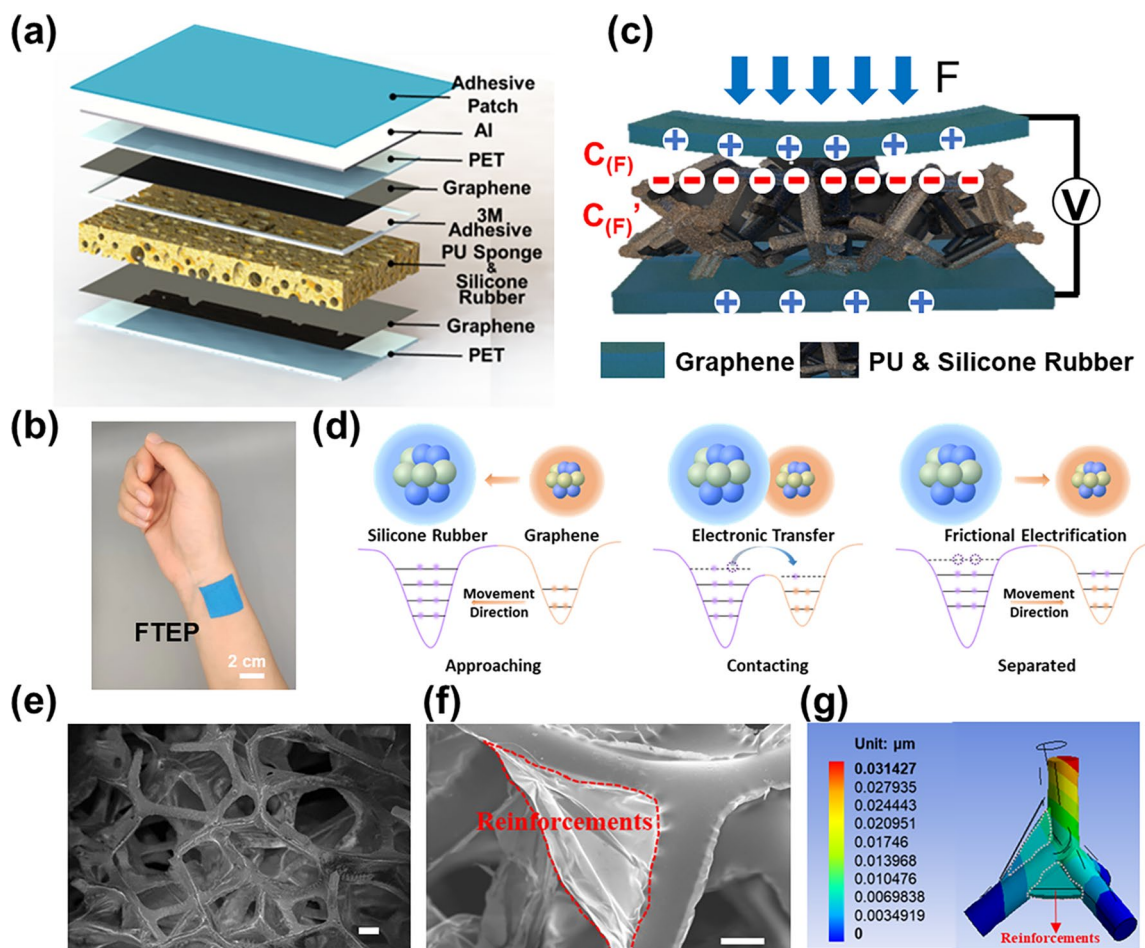 (a)
Adhesive
Patch
Al
PET
Graphene
3M
Adhesive
PU Sponge
&
Silicone
Rubber
Graphene
PET
(b)
FTEP
2 cm
(c)
F
C(F)
C(F)'
+ + + + + +
- - - - - - - - -
+ + + +
V
Graphene
PU & Silicone Rubber
(d)
Silicone Rubber
Graphene
Movement
Direction
Approaching
Electronic Transfer
Contacting
Frictional Electrification
Movement
Direction
Separated
(e)
(f)
Reinforcements
(g)
Unit: μm
0.031427
0.027935
0.024443
0.020951
0.01746
0.013968
0.010476
0.0069838
0.0034919
0
Reinforcements